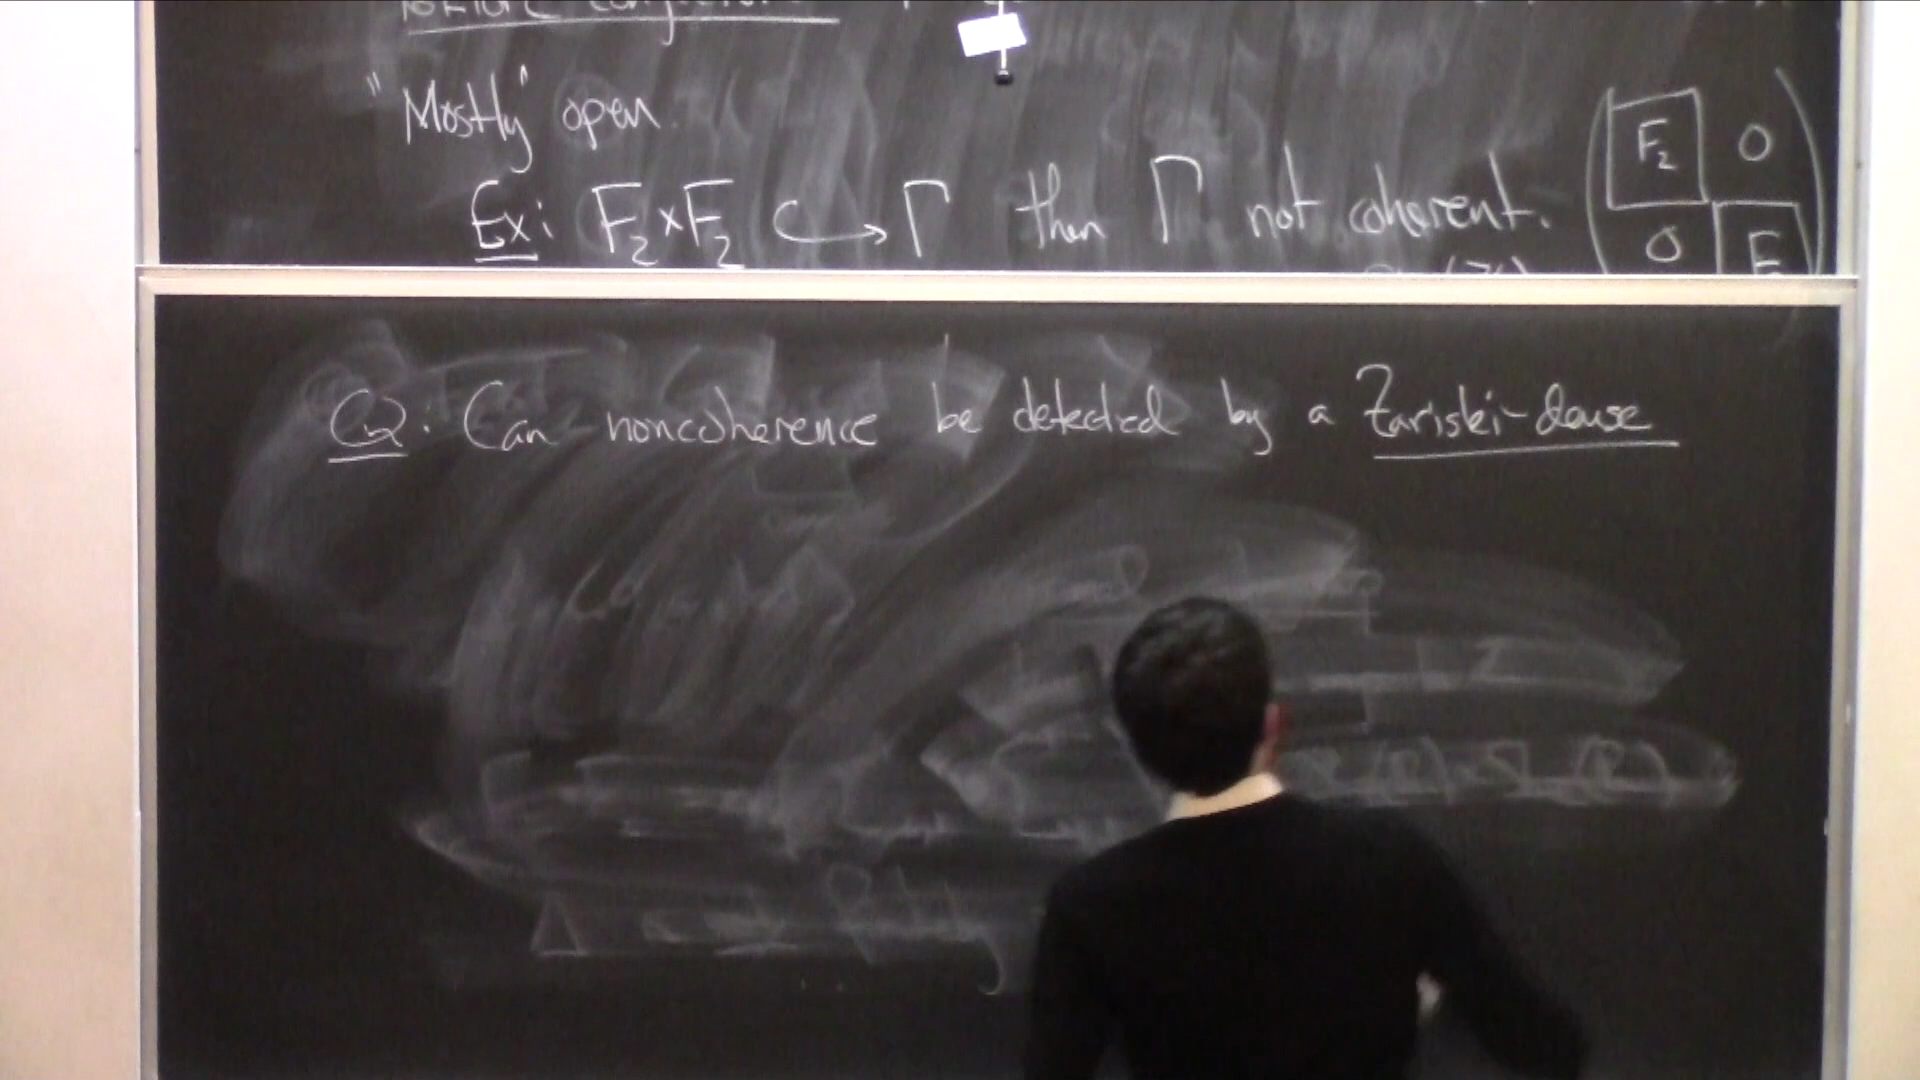 "Mostly" open.
Ex: F₂×F₂ ↪ Γ then Γ not coherent.
F₂ 0
0 F₂
Q: Can noncoherence be detected by a Zariski-dense